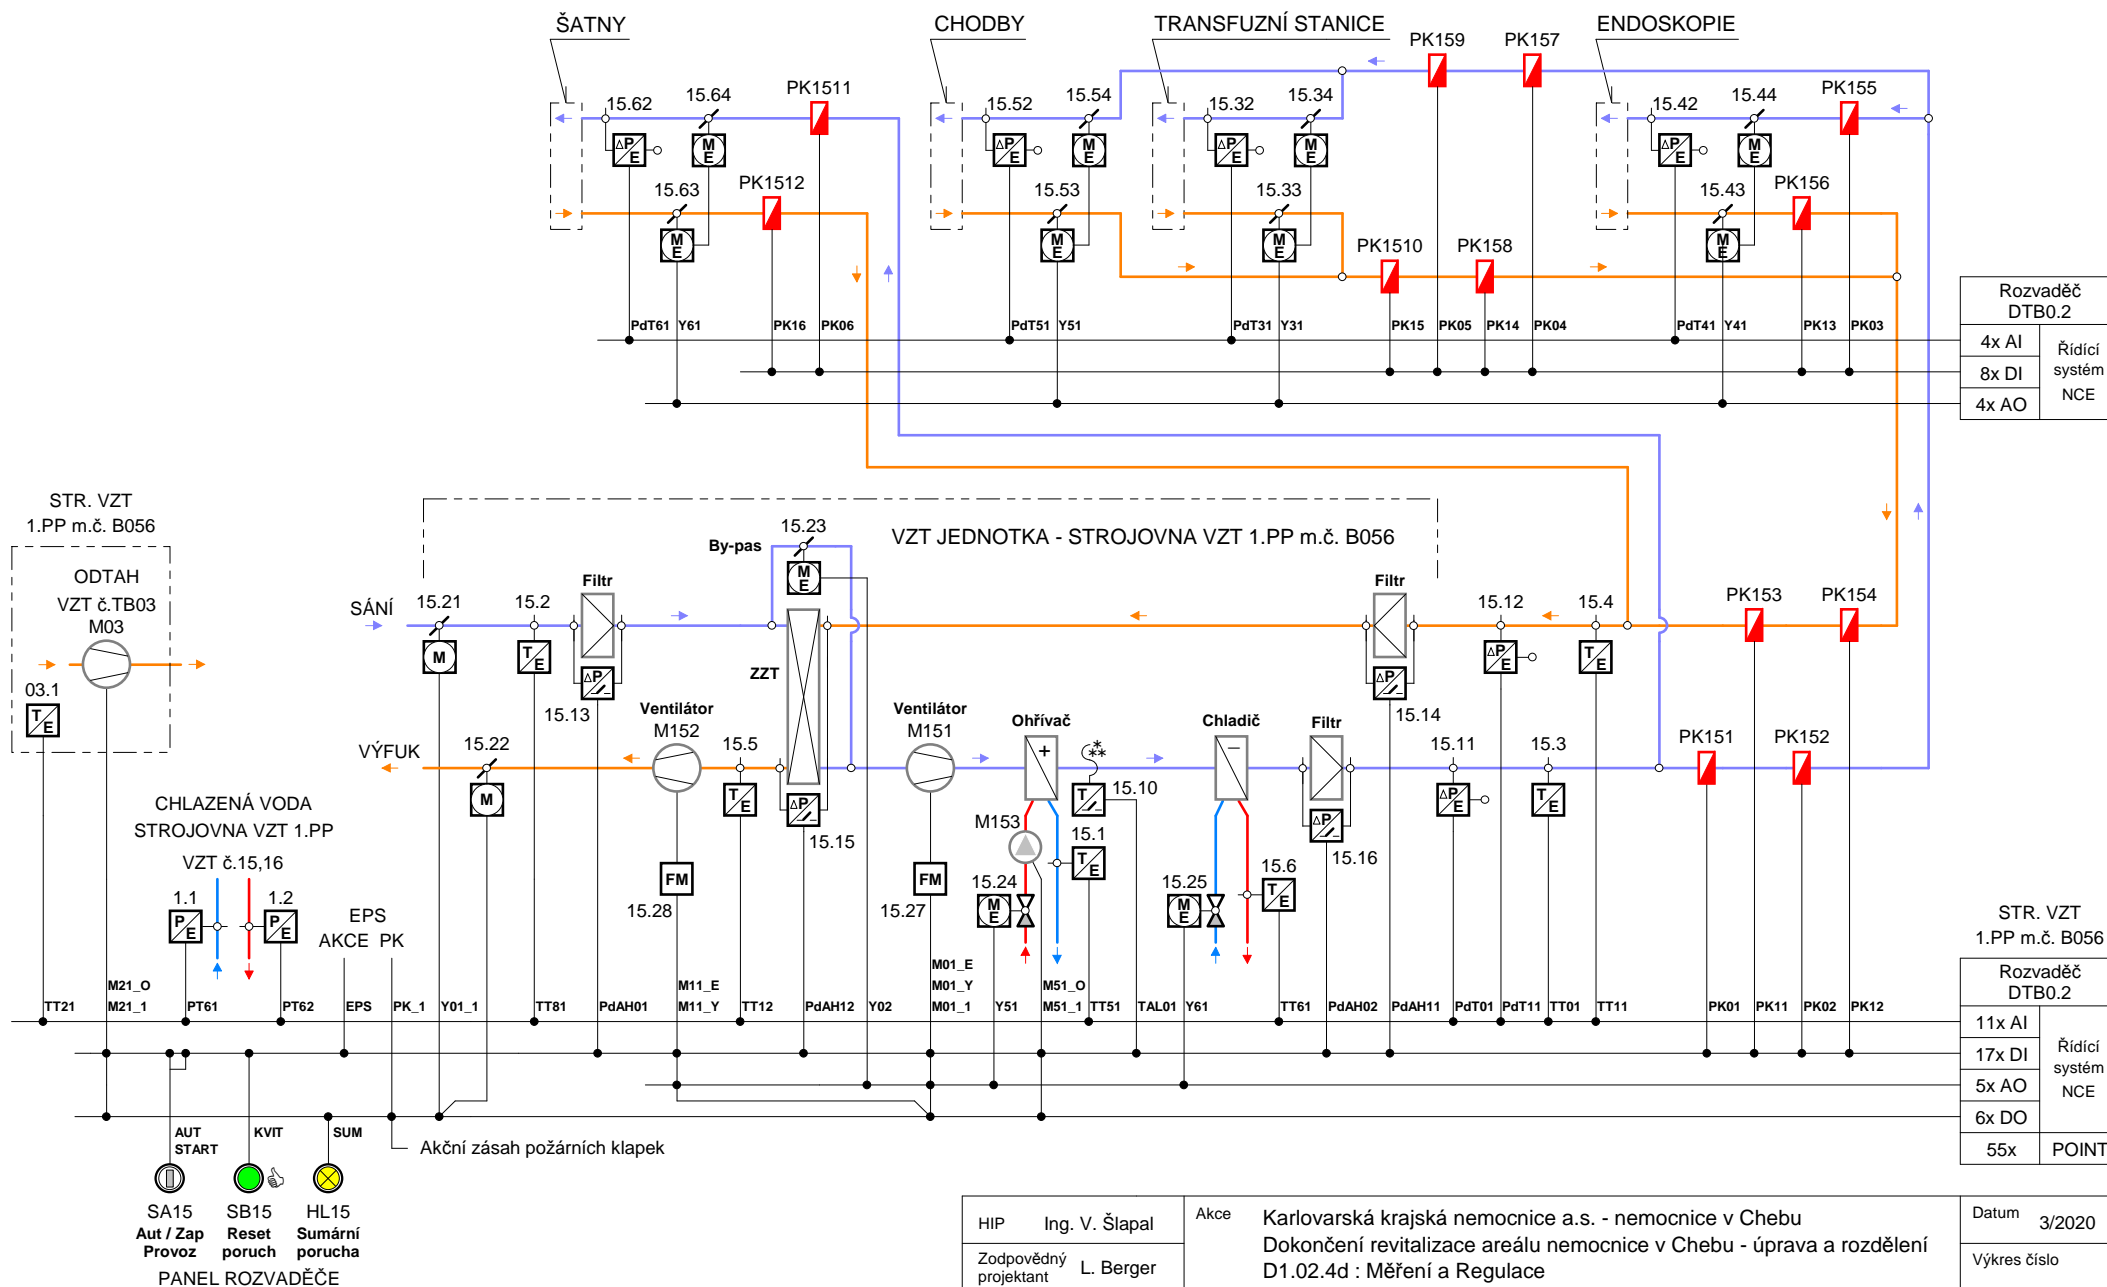 ŠATNY
CHODBY
TRANSFUZNÍ STANICE
ENDOSKOPIE
PK159
PK157
PK1511
PK155
15.62
15.64
15.52
15.54
15.32
15.34
15.42
15.44
ΔP E
M E
ΔP E
M E
ΔP E
M E
ΔP E
M E
15.63
PK1512
15.53
15.33
15.43
PK156
M E
M E
M E
M E
PK1510
PK158
PdT61
Y61
PK16
PK06
PdT51
Y51
PdT31
Y31
PK15
PK05
PK14
PK04
PdT41
Y41
PK13
PK03
Rozvaděč
DTB0.2
4x AI
8x DI
4x AO
Řídící
systém
NCE
STR. VZT
1.PP m.č. B056
ODTAH
VZT č.TB03
M03
03.1
T E
VZT JEDNOTKA - STROJOVNA VZT 1.PP m.č. B056
SÁNÍ
15.21
M
15.2
T E
Filtr
ΔP
15.13
By-pas
15.23
M E
ZZT
Filtr
ΔP
15.14
15.12
ΔP E
15.4
T E
PK153
PK154
VÝFUK
15.22
M
Ventilátor
M152
15.5
T E
ΔP
15.15
Ventilátor
M151
Ohřívač
+
T
15.10
Chladič
−
Filtr
ΔP
15.16
15.11
ΔP E
15.3
T E
PK151
PK152
CHLAZENÁ VODA
STROJOVNA VZT 1.PP
VZT č.15,16
1.1
P E
1.2
P E
EPS
AKCE PK
FM
15.28
FM
15.27
M153
15.1
T E
15.24
M E
15.25
M E
15.6
T E
TT21
M21_O
M21_1
PT61
PT62
EPS
PK_1
Y01_1
TT81
PdAH01
M11_E
M11_Y
TT12
PdAH12
Y02
M01_E
M01_Y
M01_1
Y51
M51_O
M51_1
TT51
TAL01
Y61
TT61
PdAH02
PdAH11
PdT01
PdT11
TT01
TT11
PK01
PK11
PK02
PK12
STR. VZT
1.PP m.č. B056
Rozvaděč
DTB0.2
11x AI
17x DI
5x AO
6x DO
Řídící
systém
NCE
55x
POINT
AUT
START
KVIT
SUM
Akční zásah požárních klapek
SA15
Aut / Zap
Provoz
SB15
Reset
poruch
HL15
Sumární
porucha
PANEL ROZVADĚČE
HIP
Ing. V. Šlapal
Zodpovědný
projektant
L. Berger
Akce
Karlovarská krajská nemocnice a.s. - nemocnice v Chebu
Dokončení revitalizace areálu nemocnice v Chebu - úprava a rozdělení
D1.02.4d : Měření a Regulace
Datum
3/2020
Výkres číslo